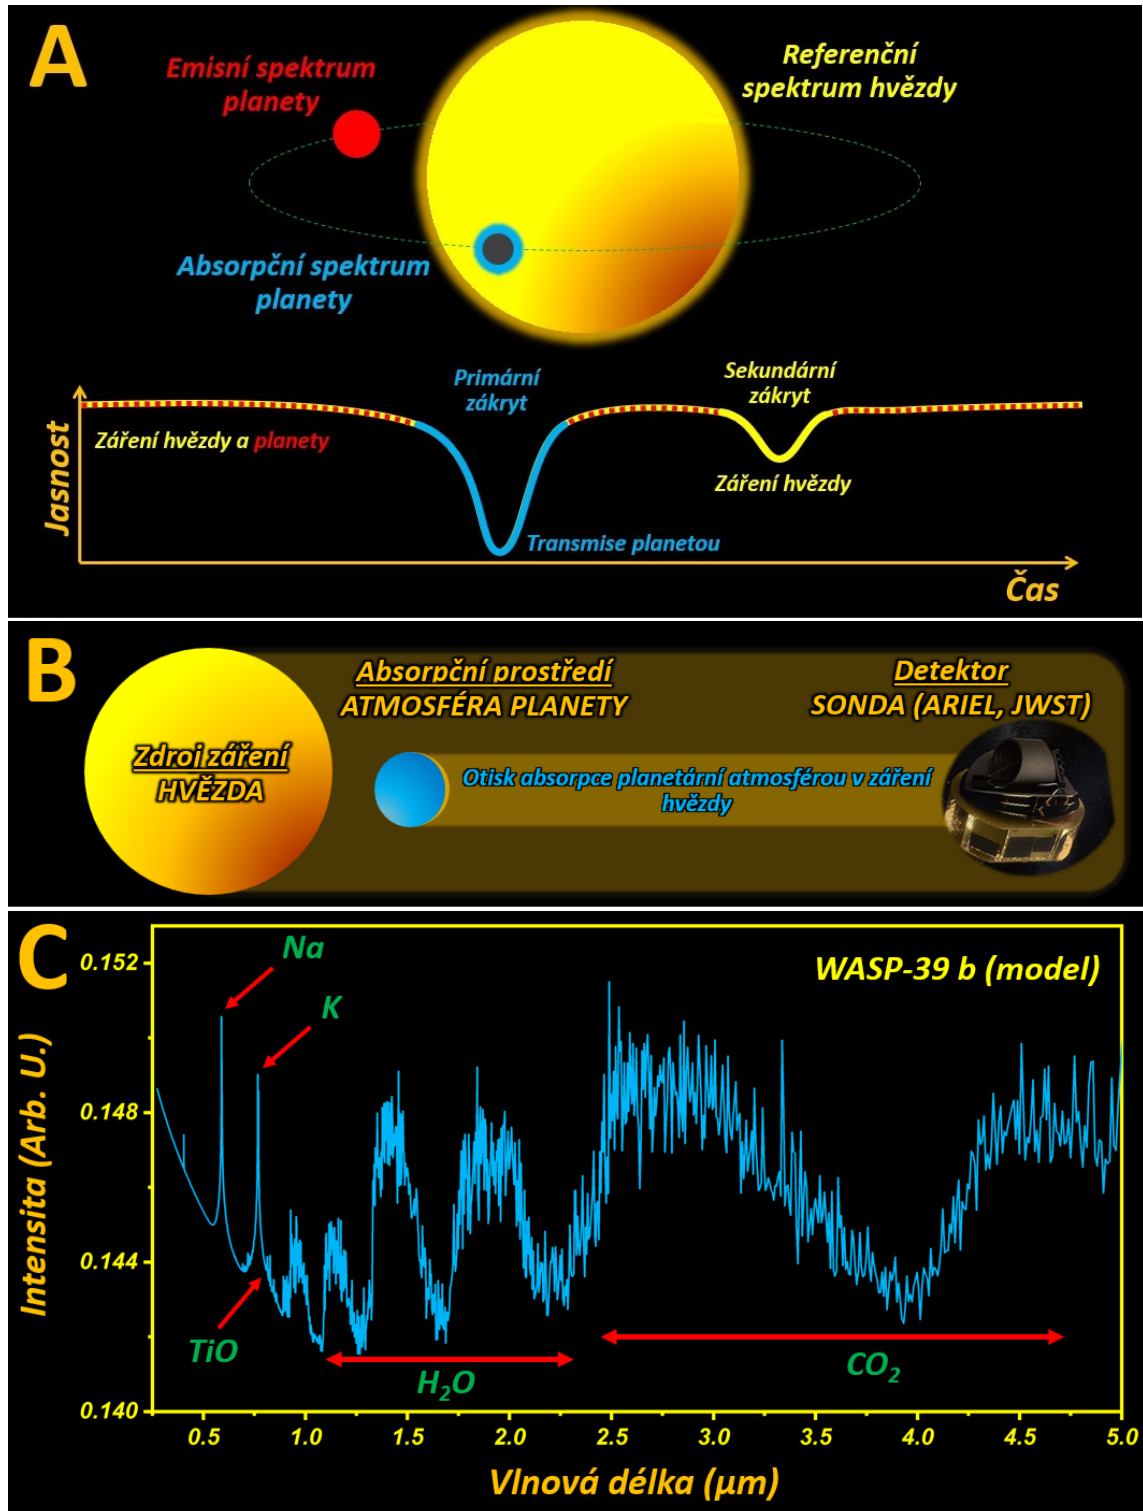 A
Emisní spektrum
planety
Referenční
spektrum hvězdy
Absorpční spektrum
planety
Primární
zákryt
Sekundární
zákryt
Jasnost
Záření hvězdy a planety
Záření hvězdy
Transmise planetou
Čas
B
Absorpční prostředí
ATMOSFÉRA PLANETY
Detektor
SONDA (ARIEL, JWST)
Zdroj záření
HVĚZDA
Otisk absorpce planetární atmosférou v záření
hvězdy
C
Na
K
WASP-39 b (model)
Intensita (Arb. U.)
0.152
0.148
0.144
0.140
TiO
H₂O
CO₂
0.5 1.0 1.5 2.0 2.5 3.0 3.5 4.0 4.5 5.0
Vlnová délka (μm)